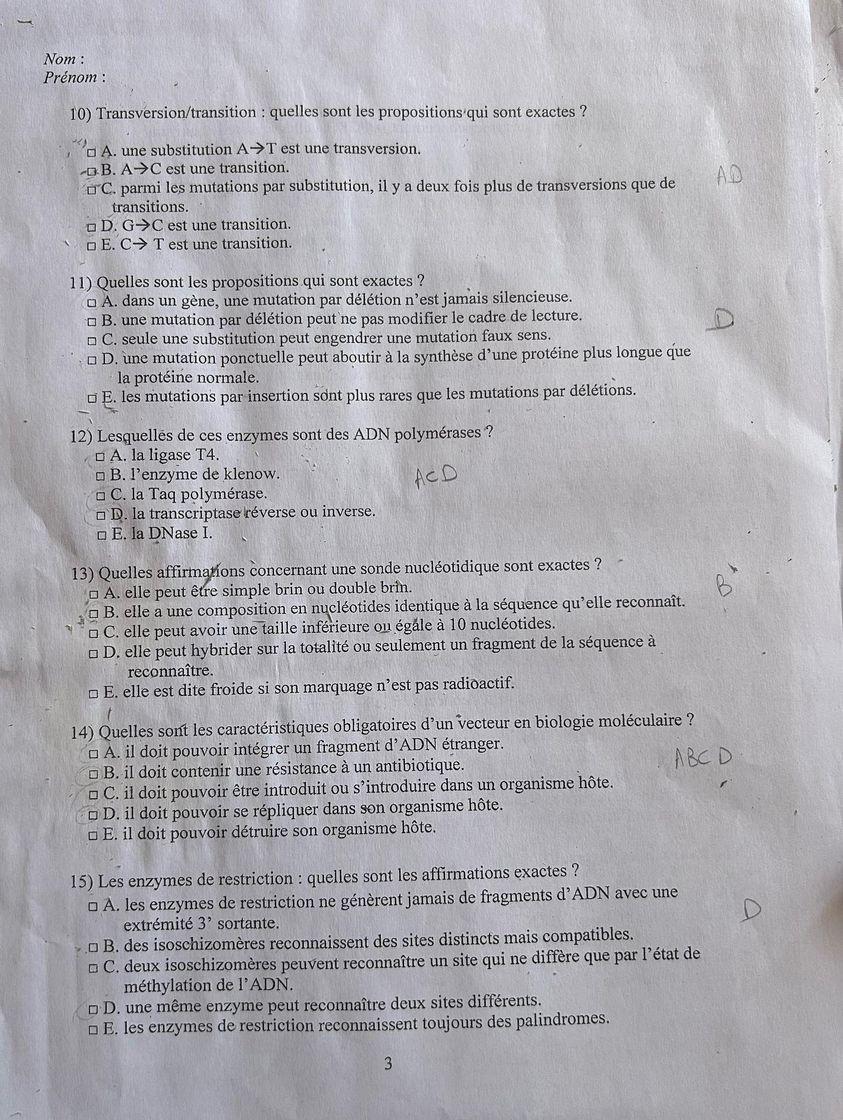 Nom :
Prénom :
10) Transversion/transition : quelles sont les propositions qui sont exactes ?
□ A. une substitution A→T est une transversion.
□ B. A→C est une transition.
□ C. parmi les mutations par substitution, il y a deux fois plus de transversions que de
transitions.
AD
□ D. G→C est une transition.
□ E. C→ T est une transition.
11) Quelles sont les propositions qui sont exactes ?
□ A. dans un gène, une mutation par délétion n'est jamais silencieuse.
□ B. une mutation par délétion peut ne pas modifier le cadre de lecture.
D
□ C. seule une substitution peut engendrer une mutation faux sens.
□ D. une mutation ponctuelle peut aboutir à la synthèse d'une protéine plus longue que
la protéine normale.
□ E. les mutations par insertion sont plus rares que les mutations par délétions.
12) Lesquelles de ces enzymes sont des ADN polymérases ?
□ A. la ligase T4.
□ B. l'enzyme de klenow.
ACD
□ C. la Taq polymérase.
□ D. la transcriptase réverse ou inverse.
□ E. la DNase I.
13) Quelles affirmations concernant une sonde nucléotidique sont exactes ?
□ A. elle peut être simple brin ou double brin.
B
□ B. elle a une composition en nucléotides identique à la séquence qu'elle reconnaît.
□ C. elle peut avoir une taille inférieure ou égale à 10 nucléotides.
□ D. elle peut hybrider sur la totalité ou seulement un fragment de la séquence à
reconnaître.
□ E. elle est dite froide si son marquage n'est pas radioactif.
14) Quelles sont les caractéristiques obligatoires d'un vecteur en biologie moléculaire ?
□ A. il doit pouvoir intégrer un fragment d'ADN étranger.
□ B. il doit contenir une résistance à un antibiotique.
ABCD
□ C. il doit pouvoir être introduit ou s'introduire dans un organisme hôte.
□ D. il doit pouvoir se répliquer dans son organisme hôte.
□ E. il doit pouvoir détruire son organisme hôte.
15) Les enzymes de restriction : quelles sont les affirmations exactes ?
□ A. les enzymes de restriction ne génèrent jamais de fragments d'ADN avec une
extrémité 3' sortante.
D
□ B. des isoschizomères reconnaissent des sites distincts mais compatibles.
□ C. deux isoschizomères peuvent reconnaître un site qui ne diffère que par l'état de
méthylation de l'ADN.
□ D. une même enzyme peut reconnaître deux sites différents.
□ E. les enzymes de restriction reconnaissent toujours des palindromes.
3